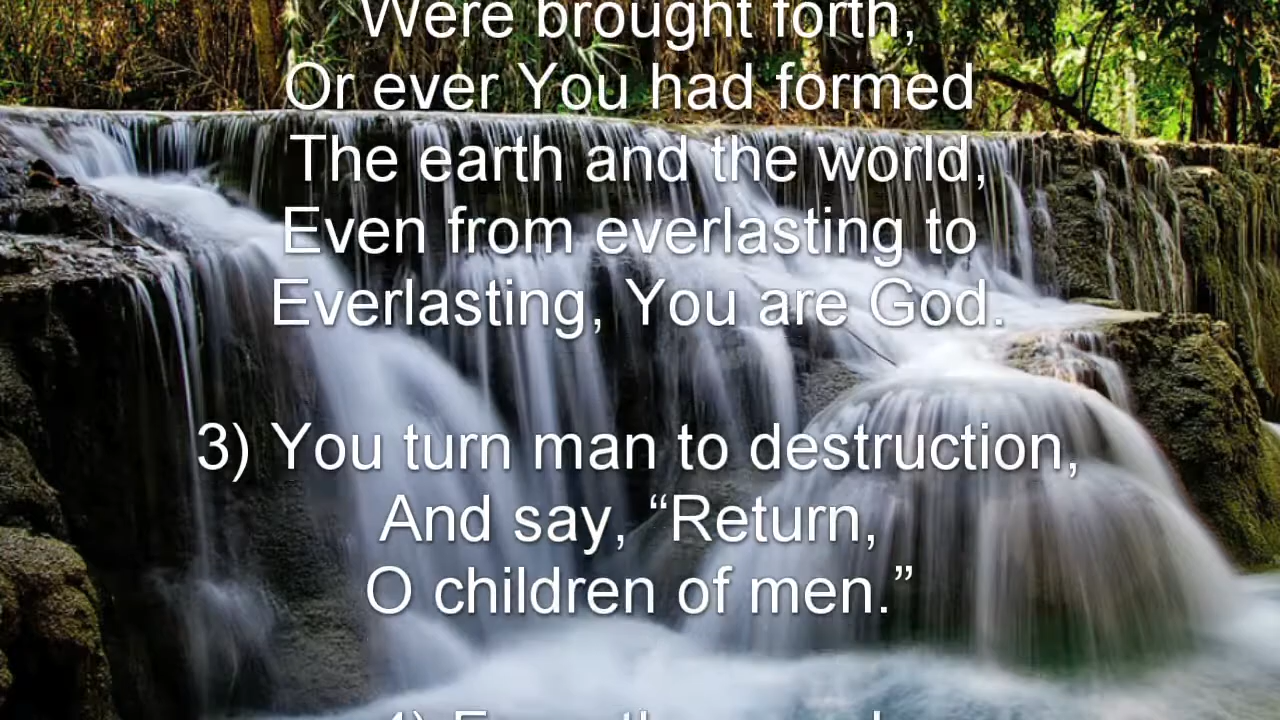 Were brought forth,
Or ever You had formed
The earth and the world,
Even from everlasting to
Everlasting, You are God.
3) You turn man to destruction,
And say, “Return,
O children of men.”